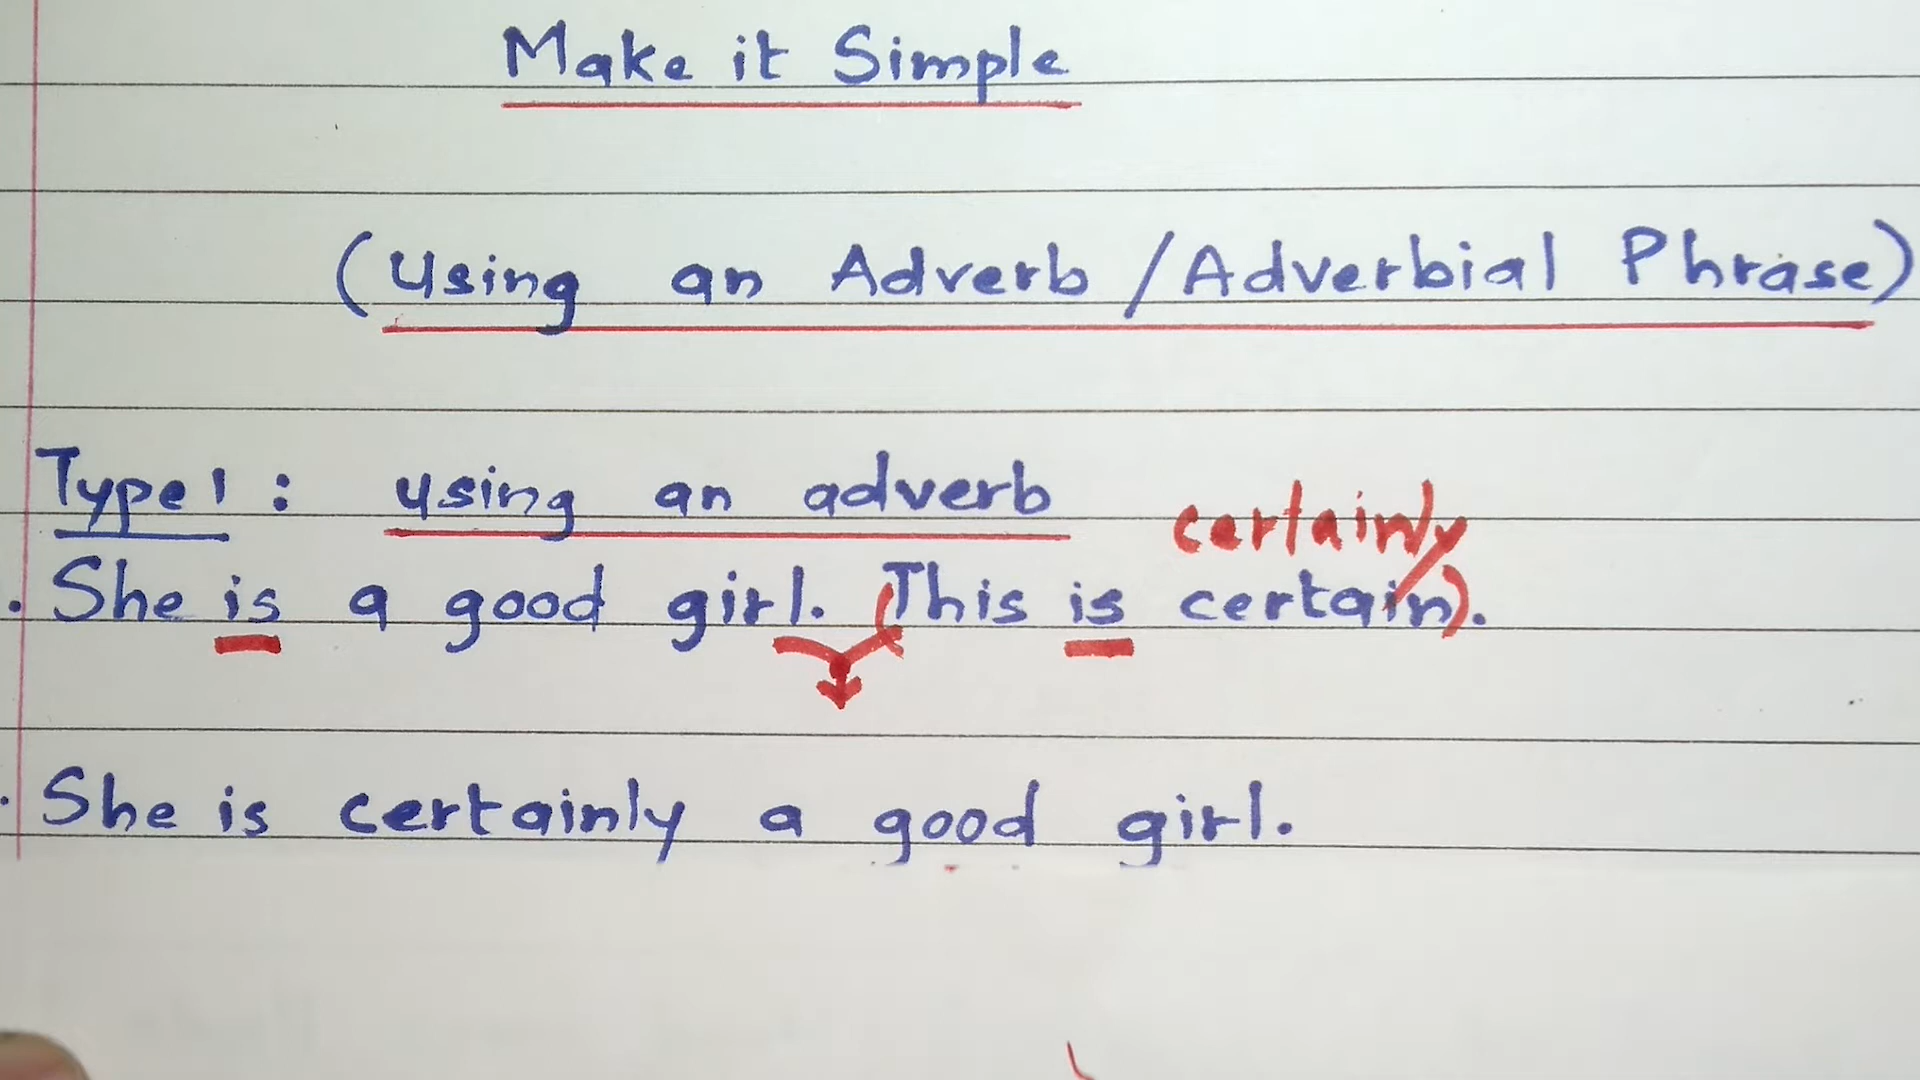 Make it Simple
(Using an Adverb / Adverbial Phrase)
Type 1 : using an adverb
certainly
. She is a good girl. (This is certain).
. She is certainly a good girl.